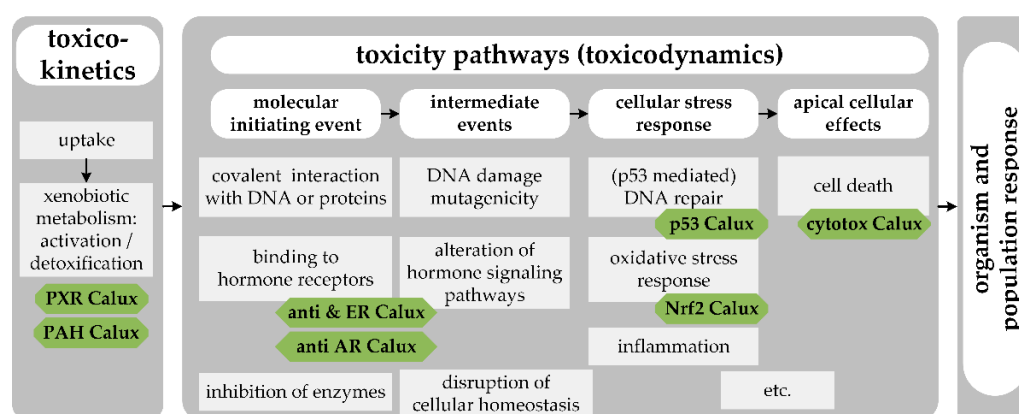 toxico-
kinetics
uptake
xenobiotic
metabolism:
activation /
detoxification
PXR Calux
PAH Calux
toxicity pathways (toxicodynamics)
molecular
initiating event
intermediate
events
cellular stress
response
apical cellular
effects
covalent interaction
with DNA or proteins
DNA damage
mutagenicity
(p53 mediated)
DNA repair
p53 Calux
cell death
cytotox Calux
binding to
hormone receptors
alteration of
hormone signaling
pathways
anti & ER Calux
anti AR Calux
oxidative stress
response
Nrf2 Calux
inflammation
inhibition of enzymes
disruption of
cellular homeostasis
etc.
organism and
population response